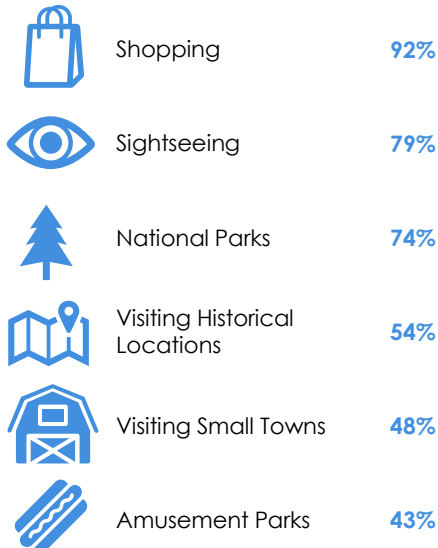 Shopping 92%
Sightseeing 79%
National Parks 74%
Visiting Historical
Locations 54%
Visiting Small Towns 48%
Amusement Parks 43%